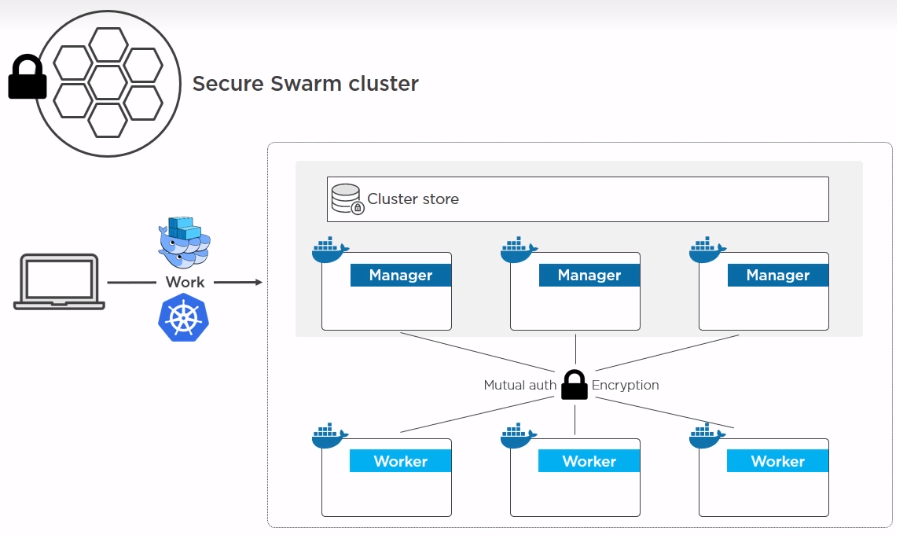 Secure Swarm cluster
Cluster store
Manager
Manager
Manager
Work
Mutual auth
Encryption
Worker
Worker
Worker